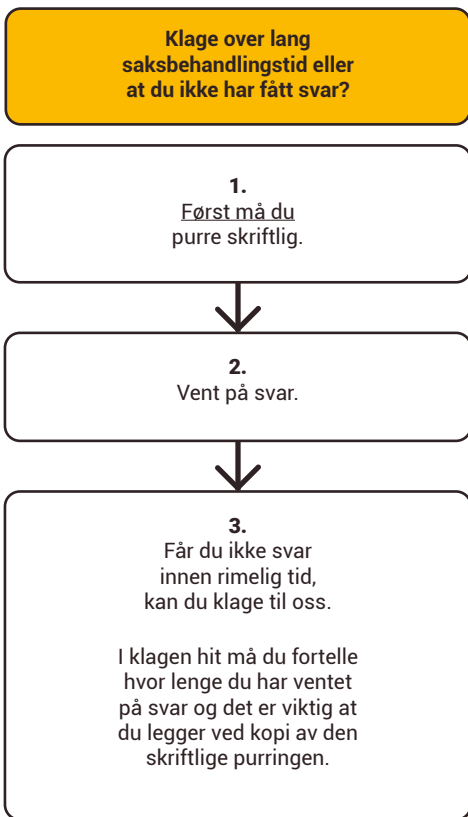 Klage over lang
saksbehandlingstid eller
at du ikke har fått svar?
1.
Først må du
purre skriftlig.
2.
Vent på svar.
3.
Får du ikke svar
innen rimelig tid,
kan du klage til oss.
I klagen hit må du fortelle
hvor lenge du har ventet
på svar og det er viktig at
du legger ved kopi av den
skriftlige purringen.